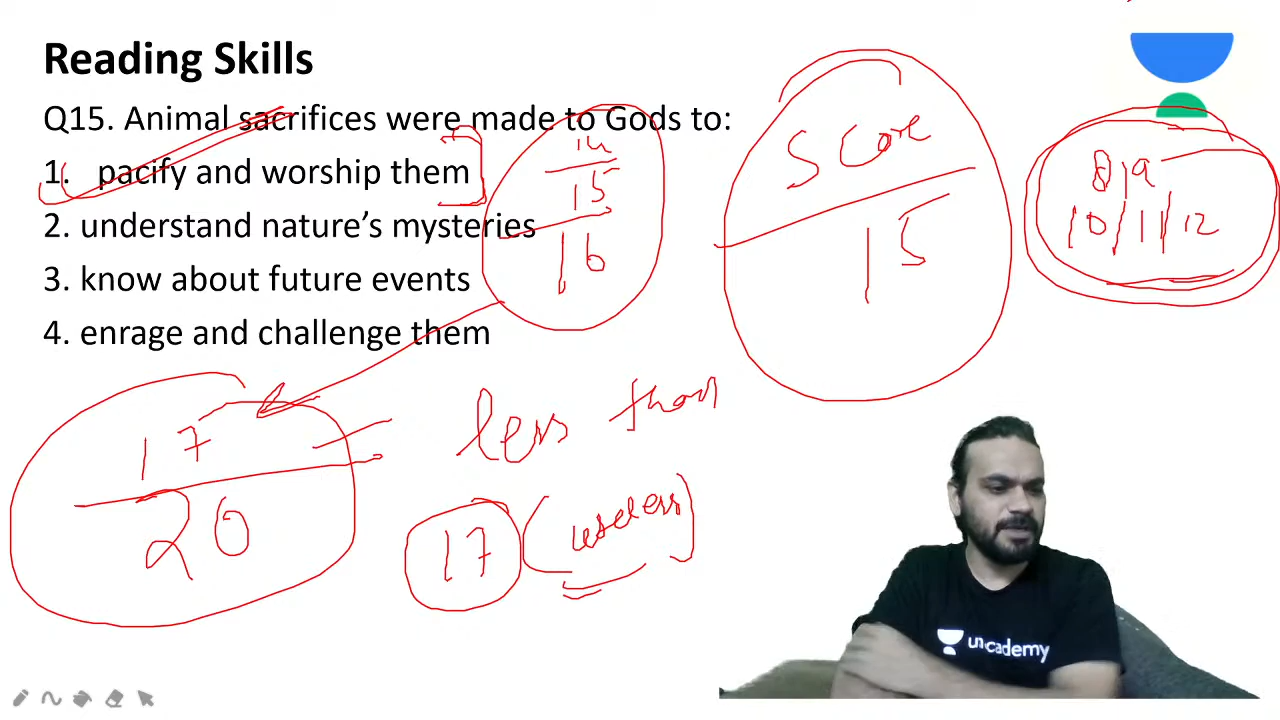 Reading Skills
Q15. Animal sacrifices were made to Gods to:
1. pacify and worship them
2. understand nature's mysteries
3. know about future events
4. enrage and challenge them
14
15
16
Score
15
8/9
10/11/12
17
20
less than
17 (useless)
unacademy